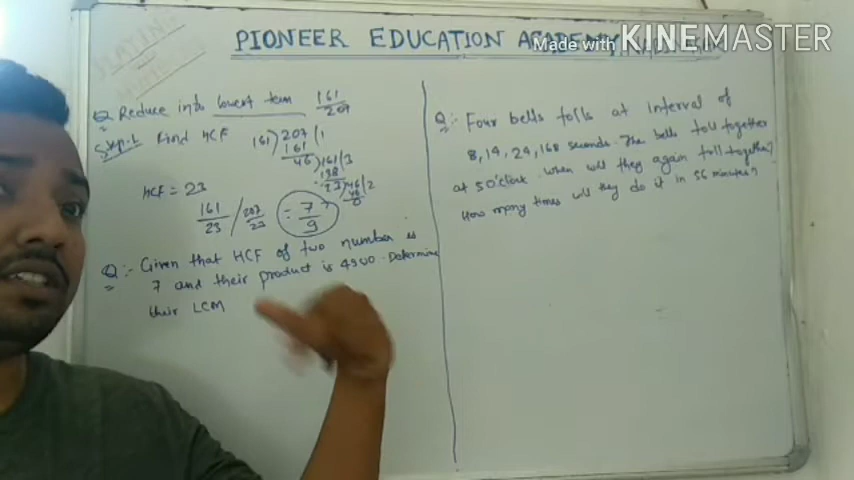 PIONEER EDUCATION ACADEMY
Made with KINEMASTER
Q Reduce into lowest term 161/207
Step-1 Find HCF 161)207(1
161
46)161(3
138
23)46(2
46
0
HCF = 23
161/23 / 207/23 = 7/9
Q:- Given that HCF of two number is
7 and their product is 4900. Determine
their LCM
Q:- Four bells tolls at interval of
8, 14, 24, 168 seconds. The bells toll together
at 5 O'clock when will they again toll together?
How many times will they do it in 56 minutes?